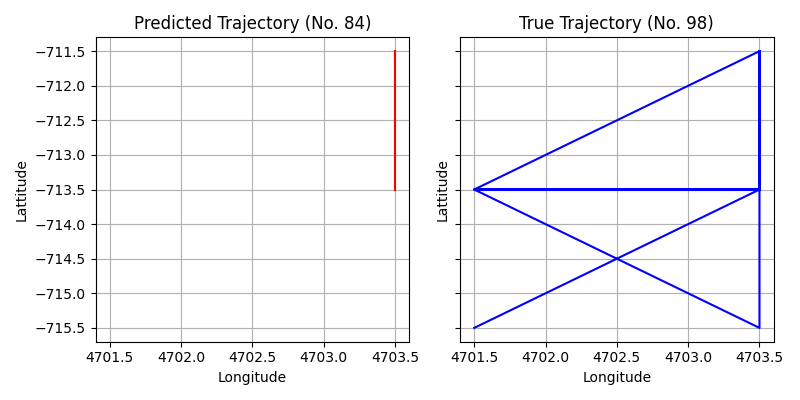 Predicted Trajectory (No. 84)
True Trajectory (No. 98)
Lattitude
−711.5
−712.0
−712.5
−713.0
−713.5
−714.0
−714.5
−715.0
−715.5
4701.5 4702.0 4702.5 4703.0 4703.5
Longitude
Lattitude
4701.5 4702.0 4702.5 4703.0 4703.5
Longitude